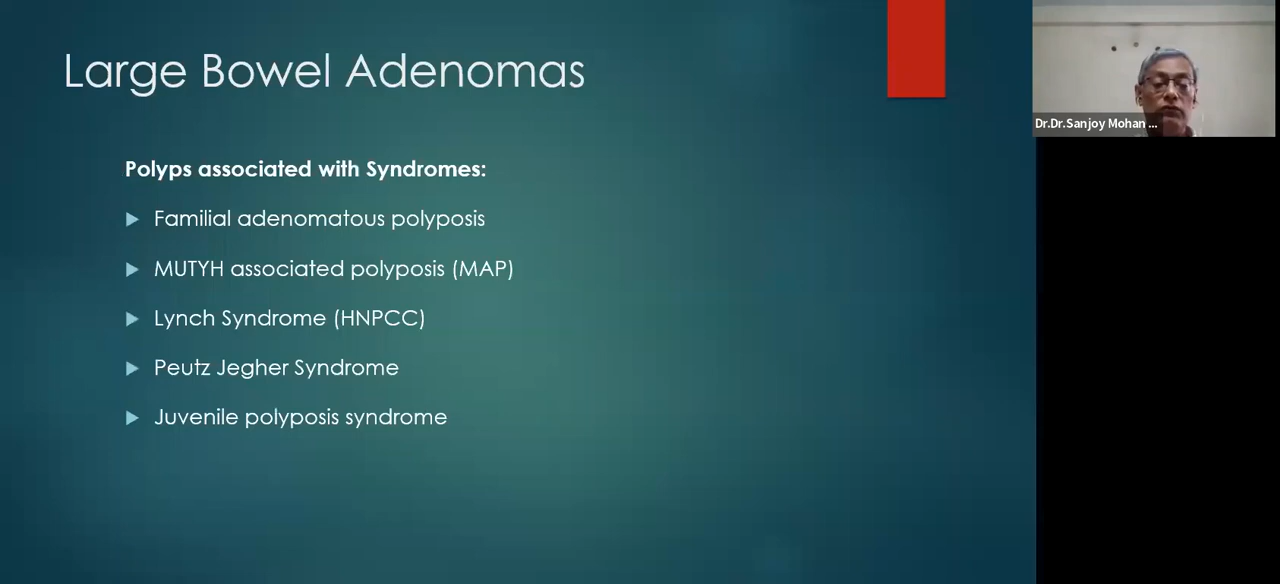 Large Bowel Adenomas
Dr.Dr.Sanjoy Mohan ...
Polyps associated with Syndromes:
Familial adenomatous polyposis
MUTYH associated polyposis (MAP)
Lynch Syndrome (HNPCC)
Peutz Jegher Syndrome
Juvenile polyposis syndrome